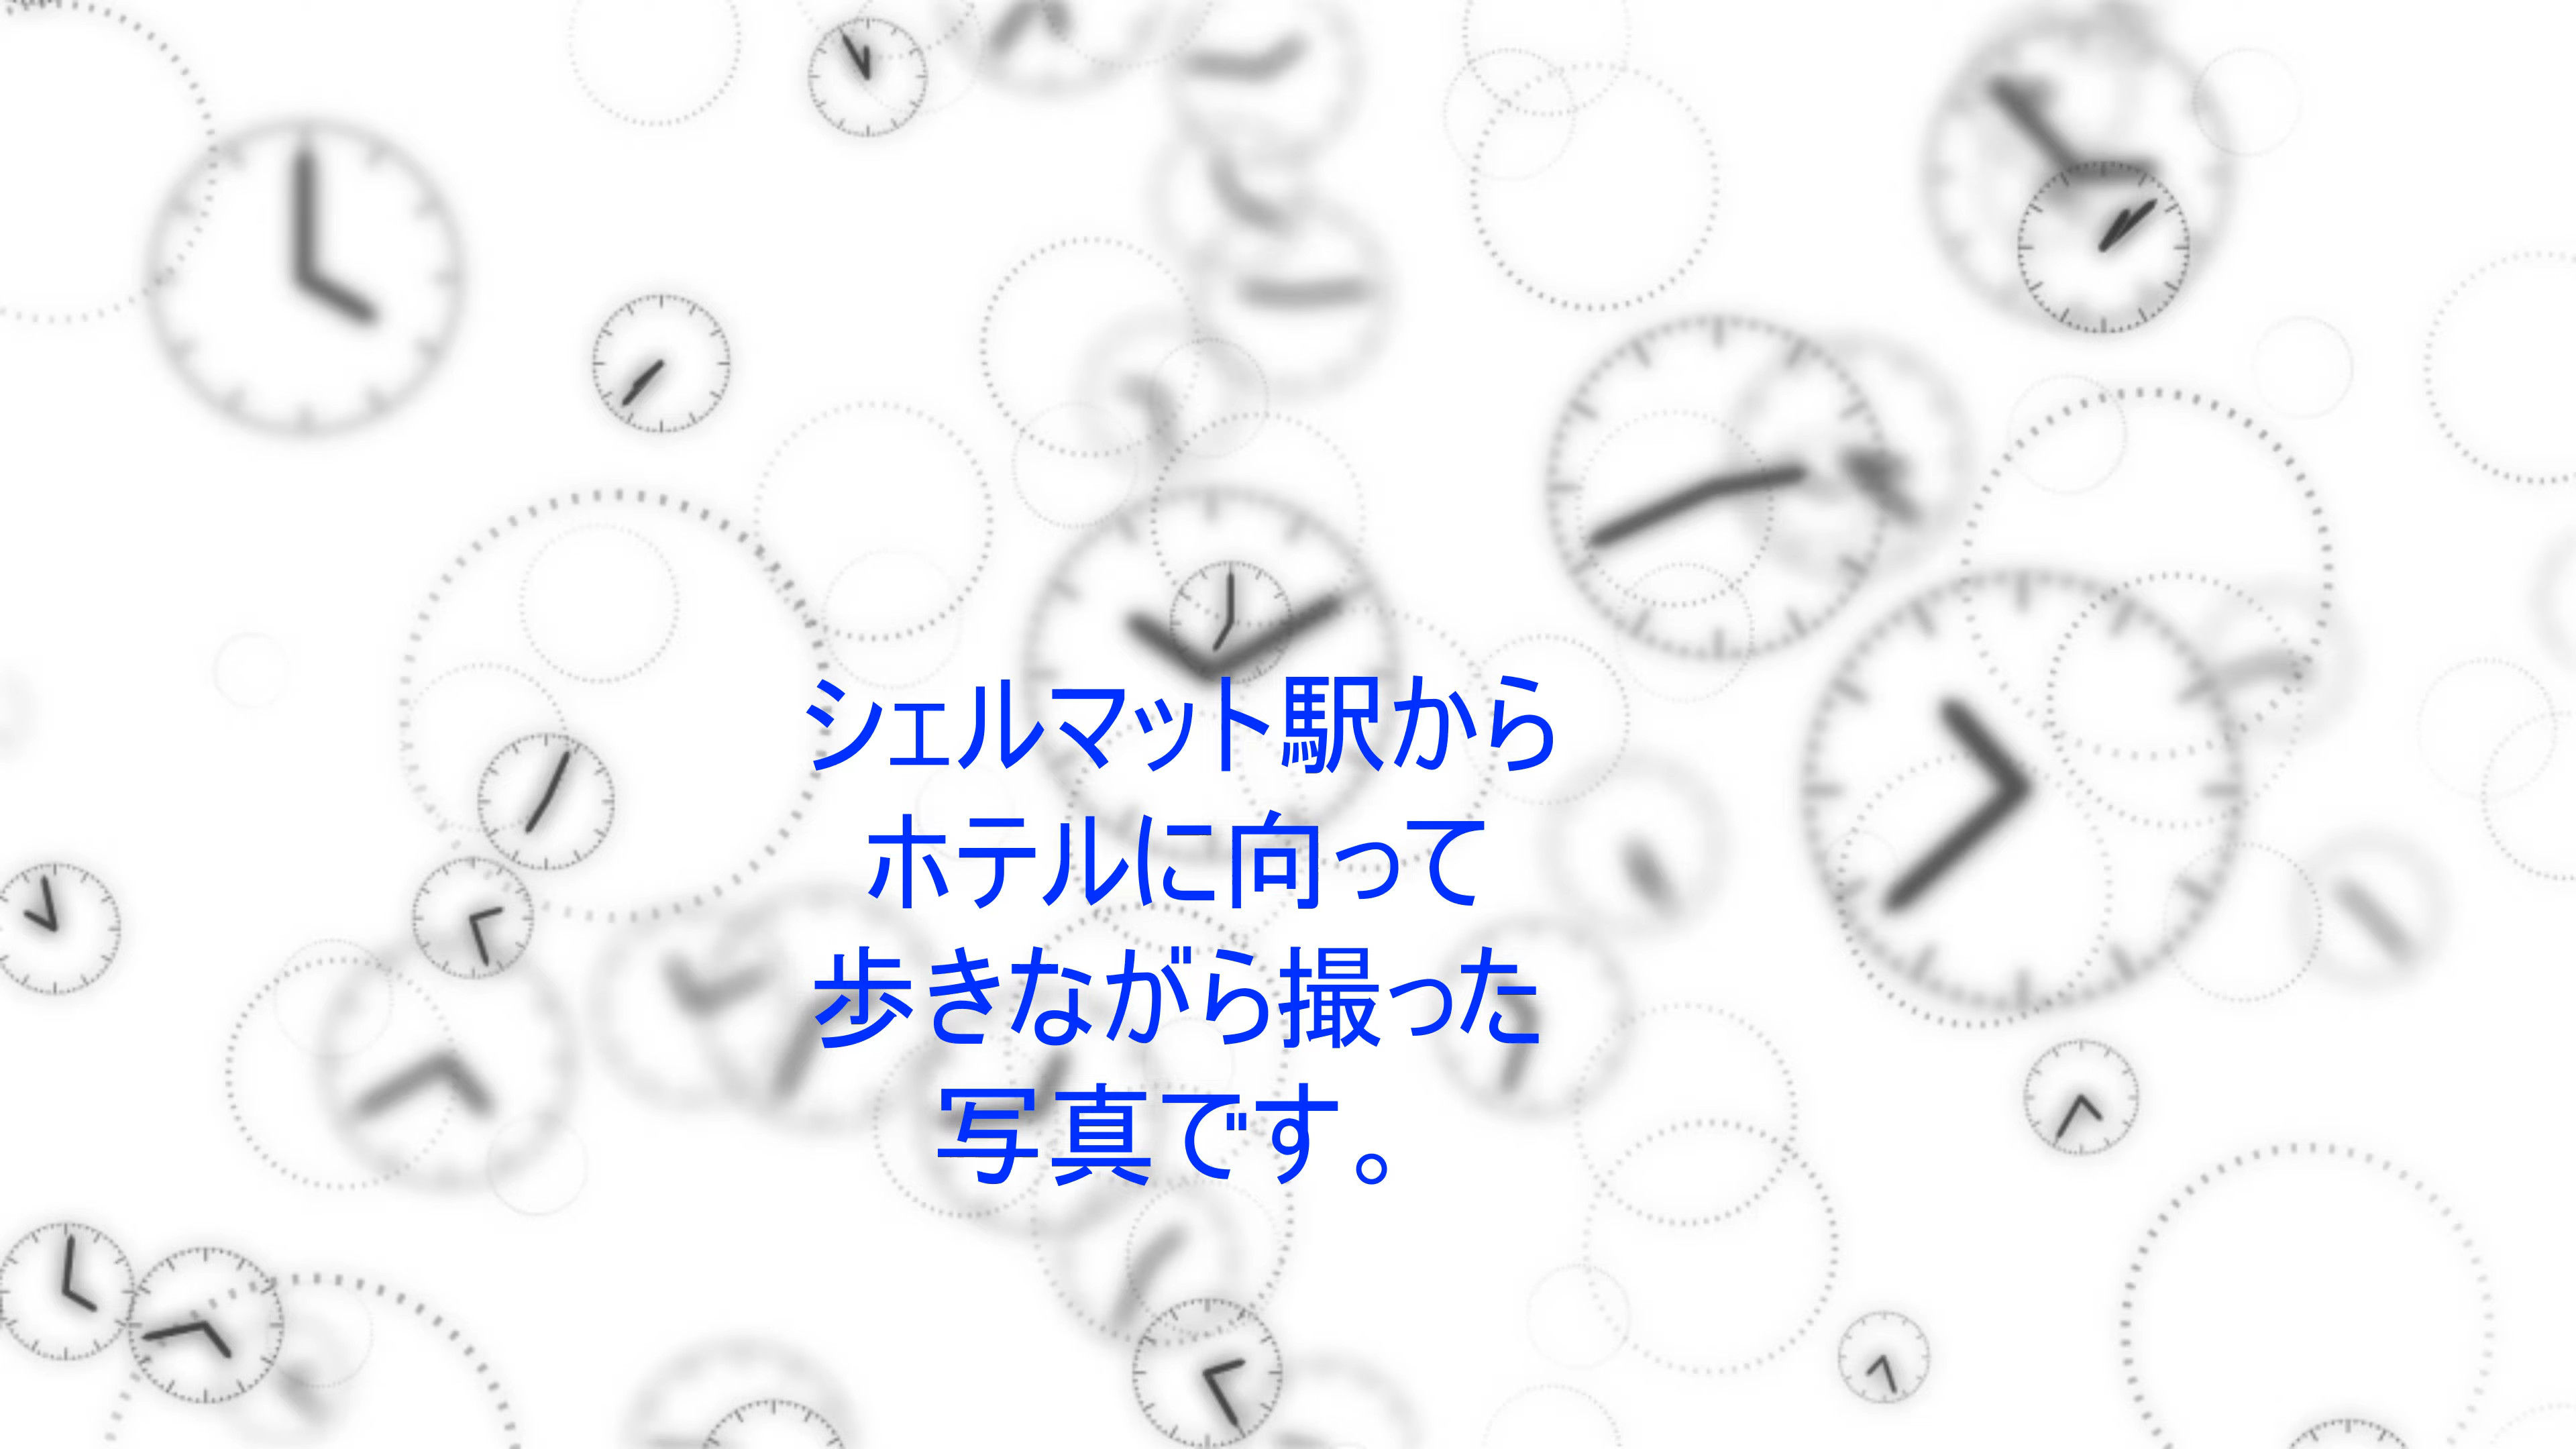 シェルマット駅から
ホテルに向って
歩きながら撮った
写真です。